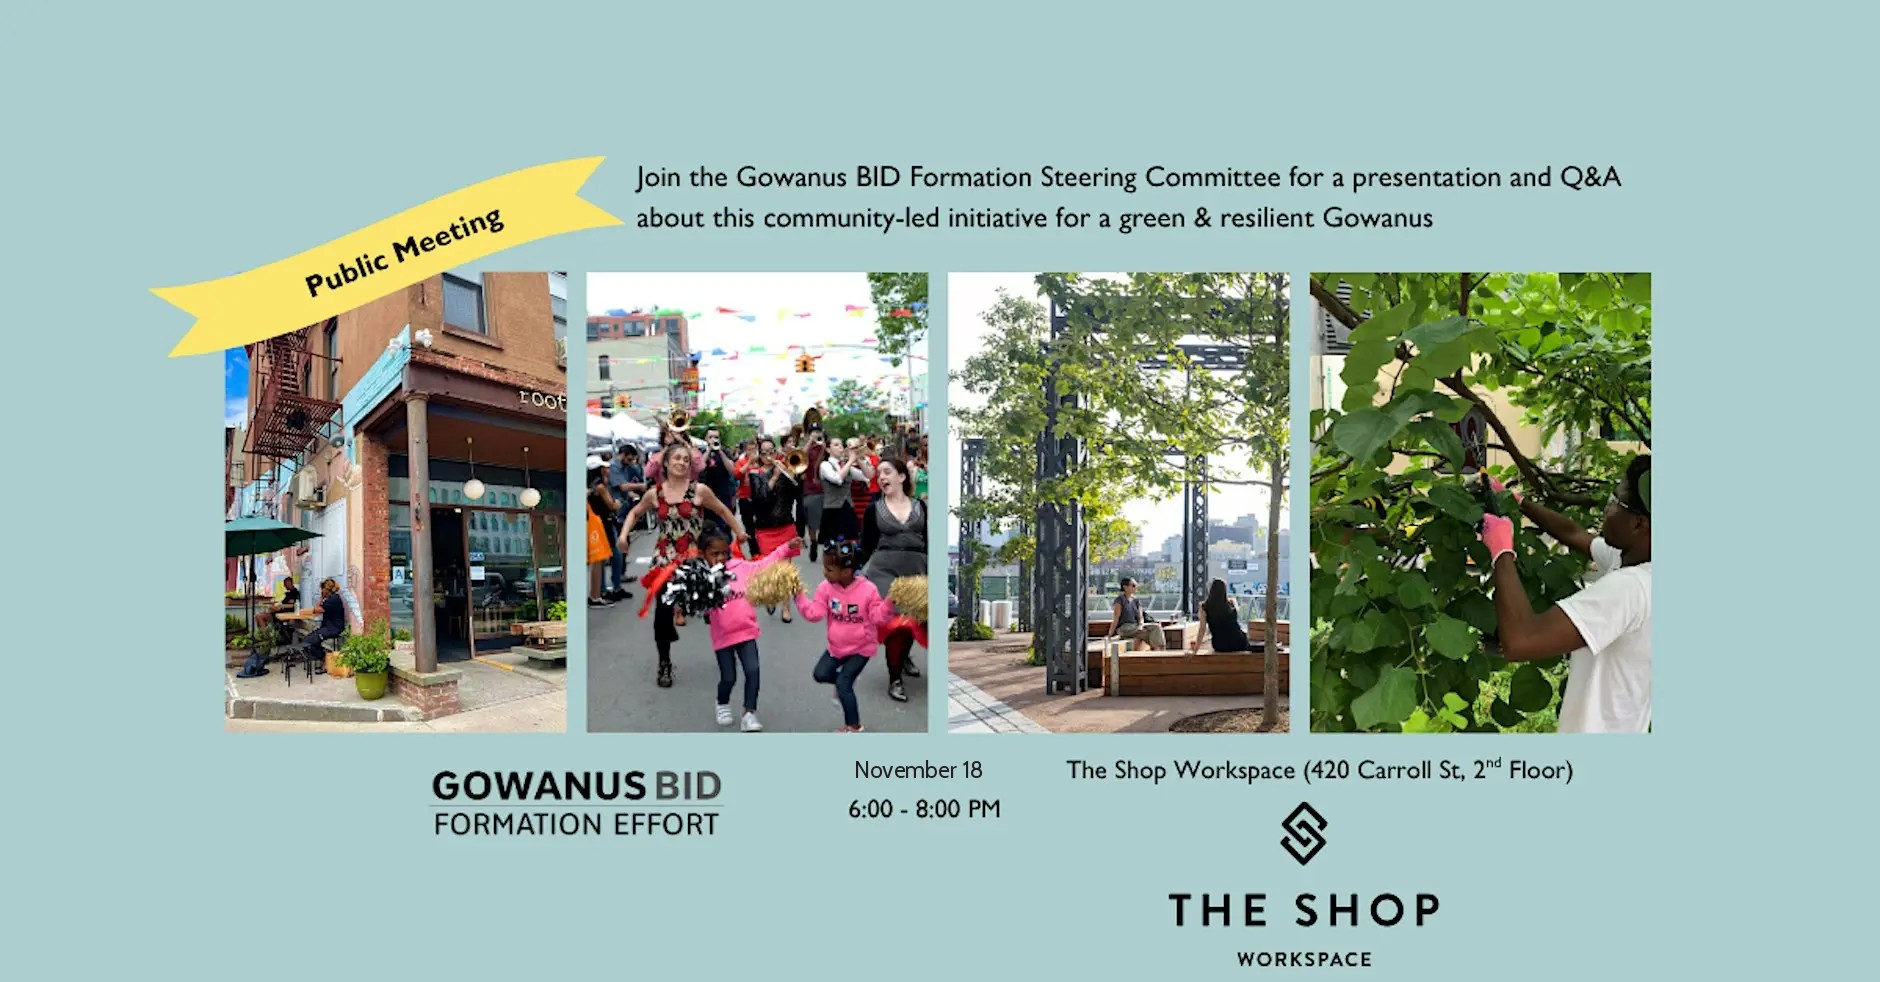 Public Meeting
Join the Gowanus BID Formation Steering Committee for a presentation and Q&A
about this community-led initiative for a green & resilient Gowanus
root
A
GOWANUS BID
FORMATION EFFORT
November 18
6:00 - 8:00 PM
The Shop Workspace (420 Carroll St, 2nd Floor)
THE SHOP
WORKSPACE